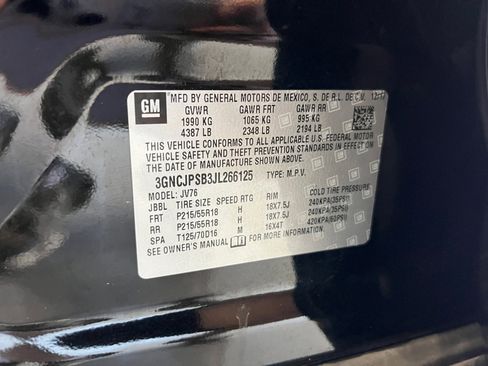 GM MFD BY GENERAL MOTORS DE MEXICO, S. DE R.L. DE C.V. 12/17
GVWR GAWR FRT GAWR RR
1990 KG 1065 KG 995 KG
4387 LB 2348 LB 2194 LB
THIS VEHICLE CONFORMS TO ALL APPLICABLE U.S. FEDERAL MOTOR
VEHICLE SAFETY AND BUMPER STANDARDS IN EFFECT ON
THE DATE OF MANUFACTURE SHOWN ABOVE.
3GNCJPSB3JL266125 TYPE: M.P.V.
MODEL: JV76
JBBL TIRE SIZE SPEED RTG RIM COLD TIRE PRESSURE
FRT P215/55R18 H 18X7.5J 240KPA(35PSI)
RR P215/55R18 H 18X7.5J 240KPA(35PSI)
SPA T125/70D16 M 16X4T 420KPA(60PSI)
SEE OWNER'S MANUAL FOR MORE INFORMATION